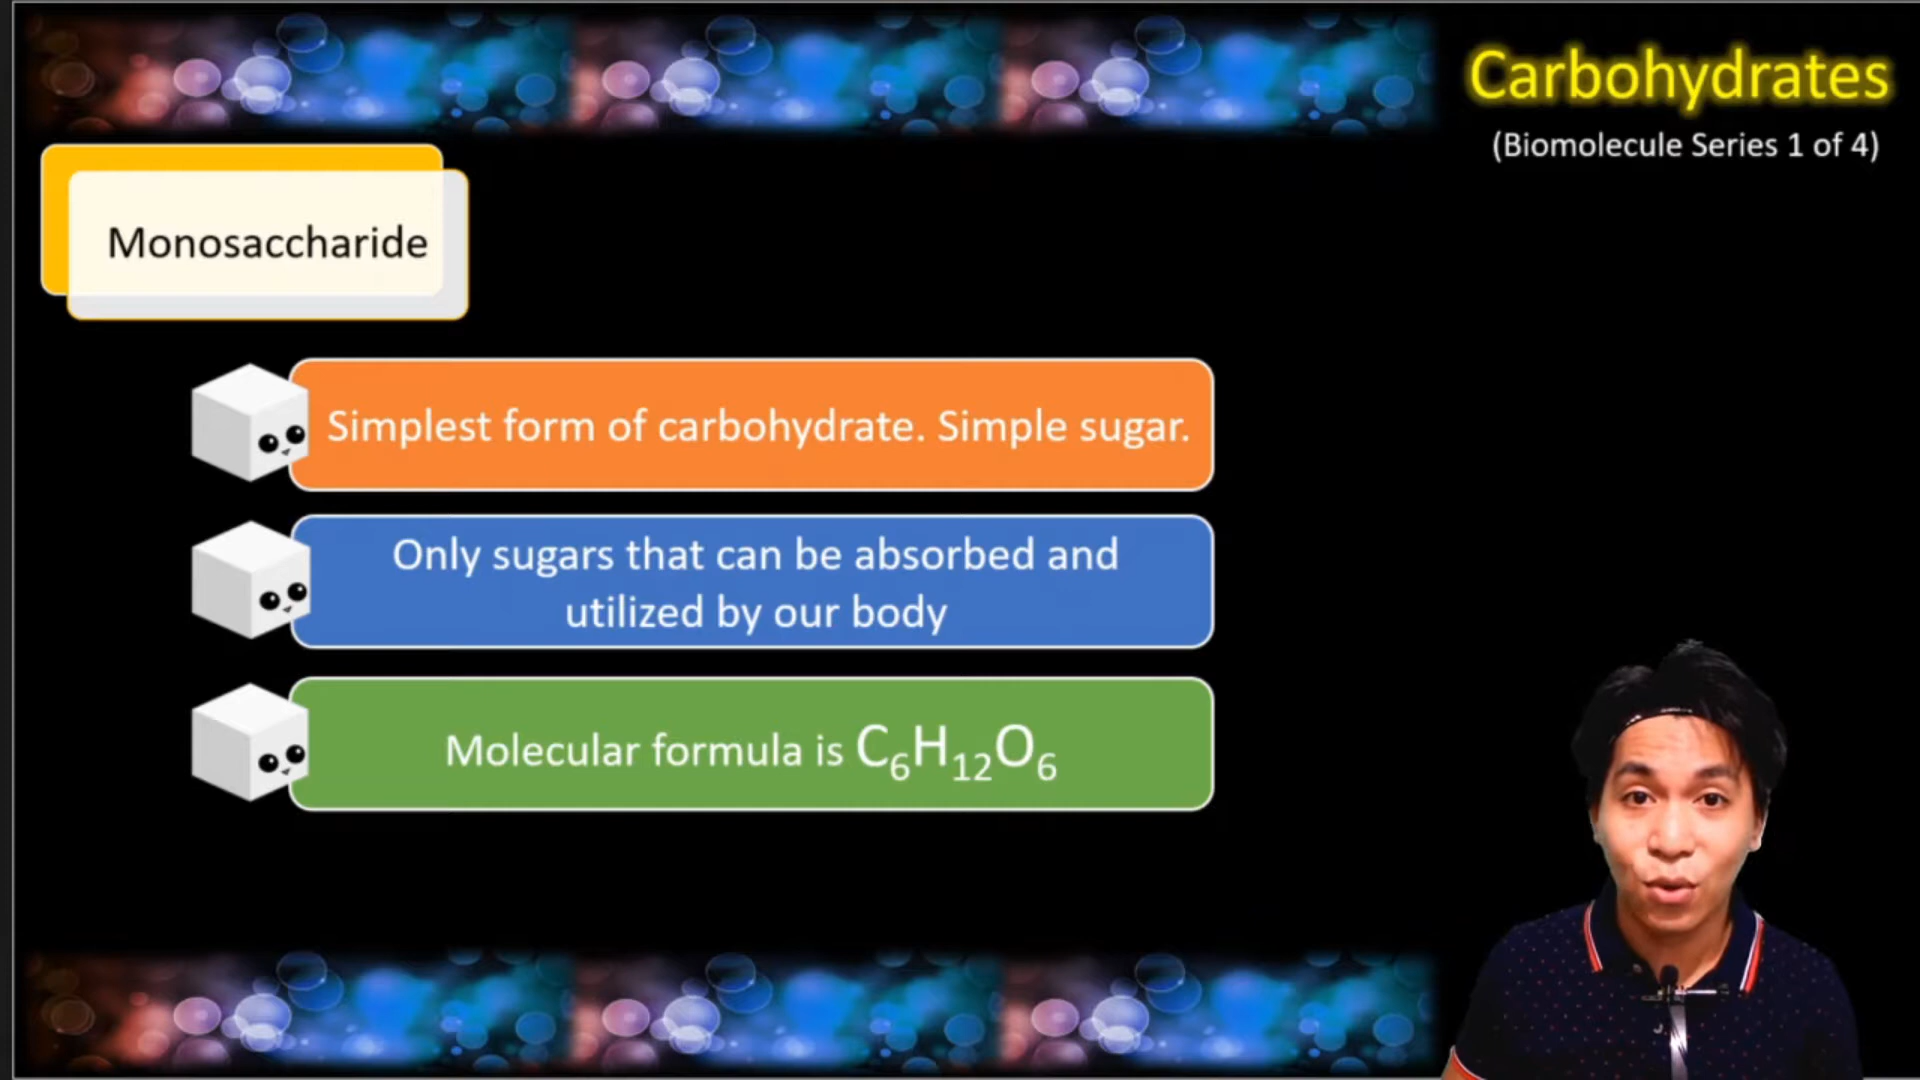 Carbohydrates
(Biomolecule Series 1 of 4)
Monosaccharide
Simplest form of carbohydrate. Simple sugar.
Only sugars that can be absorbed and
utilized by our body
Molecular formula is C₆H₁₂O₆